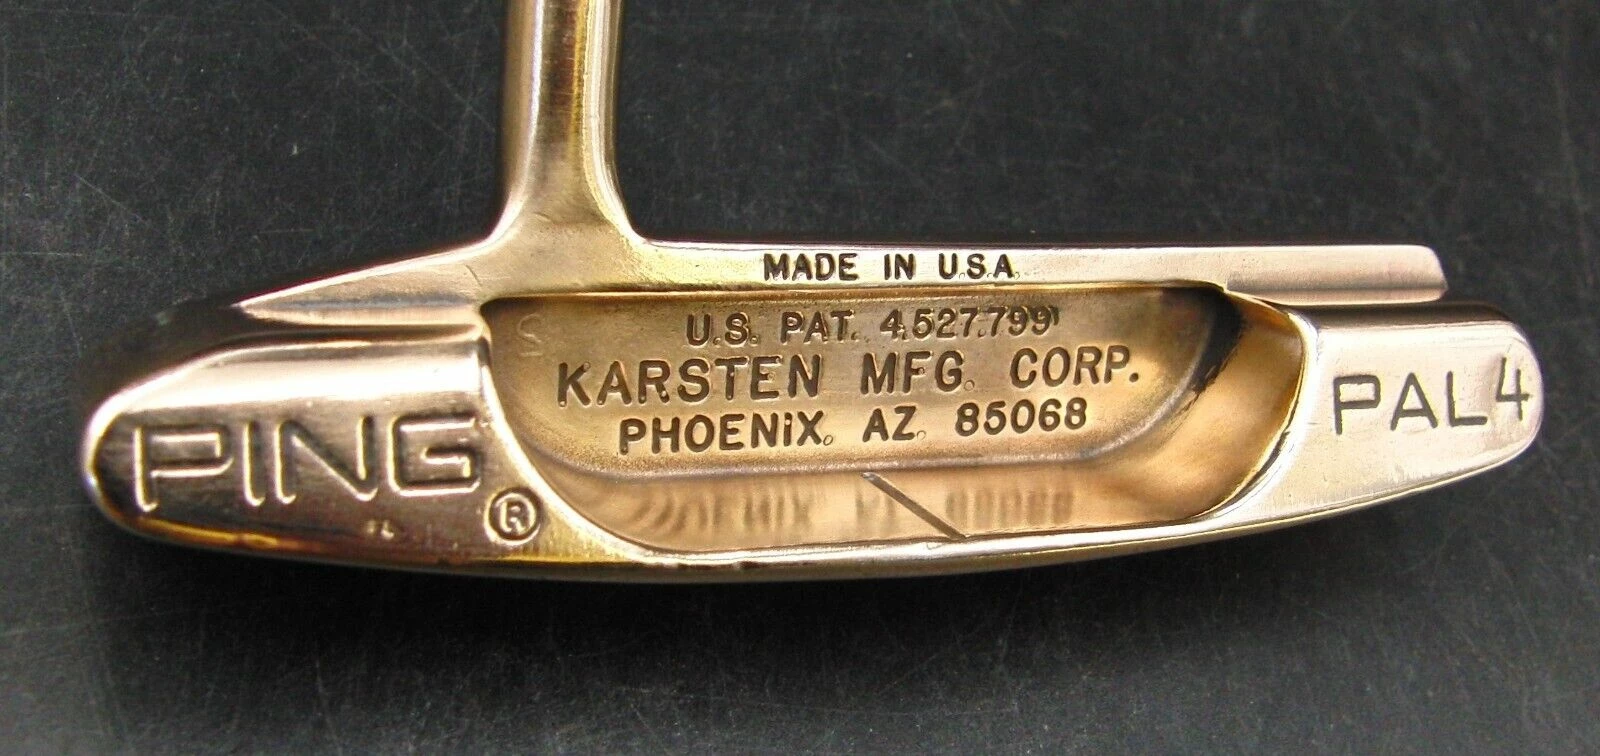 MADE IN U.S.A.
U.S. PAT. 4.527.799
KARSTEN MFG. CORP.
PHOENiX. AZ. 85068
PING ®
PAL 4